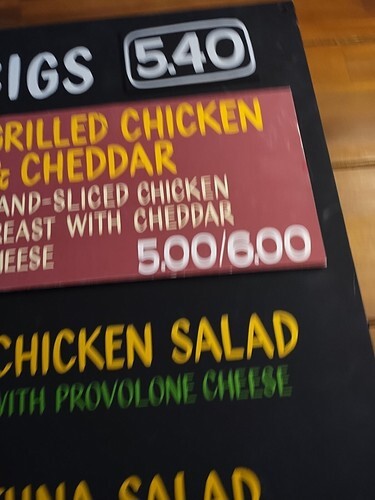 IGS 5.40
GRILLED CHICKEN
& CHEDDAR
AND-SLICED CHICKEN
REAST WITH CHEDDAR
HEESE 5.00/6.00
CHICKEN SALAD
WITH PROVOLONE CHEESE
TUNA SALAD